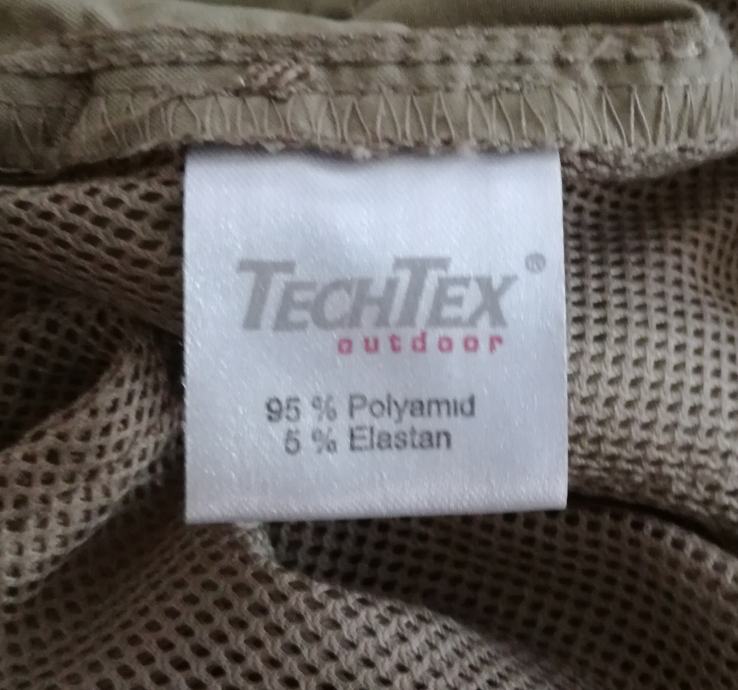 TECHTEX®
outdoor
95 % Polyamid
5 % Elastan